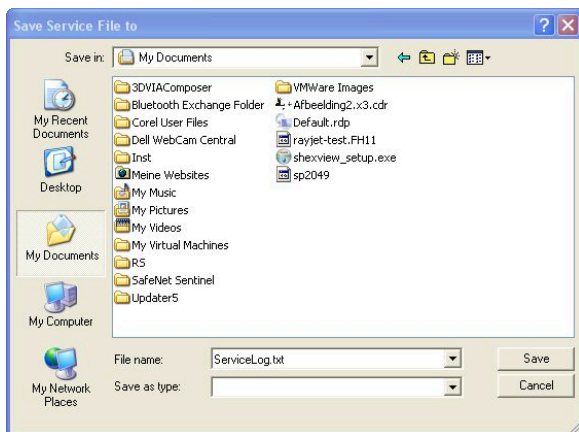 Save Service File to
Save in: My Documents
My Recent
Documents
Desktop
My Documents
My Computer
My Network
Places
3DVIAComposer
Bluetooth Exchange Folder
Corel User Files
Dell WebCam Central
Inst
Meine Websites
My Music
My Pictures
My Videos
My Virtual Machines
RS
SafeNet Sentinel
Updater5
VMWare Images
Afbeelding2.x3.cdr
Default.rdp
rayjet-test.FH11
shexview_setup.exe
sp2049
File name: ServiceLog.txt
Save
Save as type:
Cancel